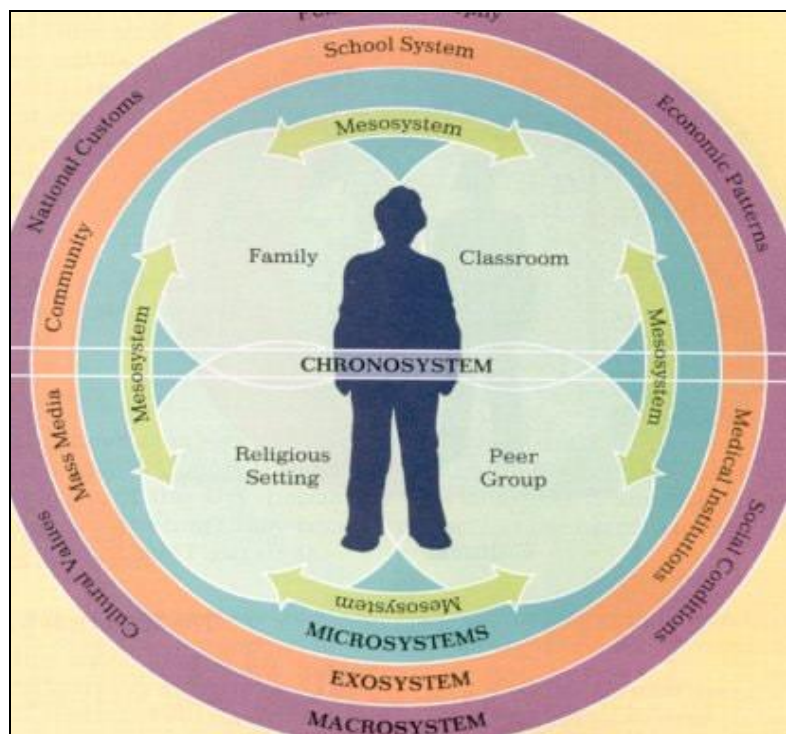 School System
Mesosystem
National Customs
Economic Patterns
Community
Family
Classroom
Mesosystem
Mesosystem
CHRONOSYSTEM
Mass Media
Medical Institutions
Religious
Setting
Peer
Group
Cultural Values
Social Conditions
Mesosystem
MICROSYSTEMS
EXOSYSTEM
MACROSYSTEM